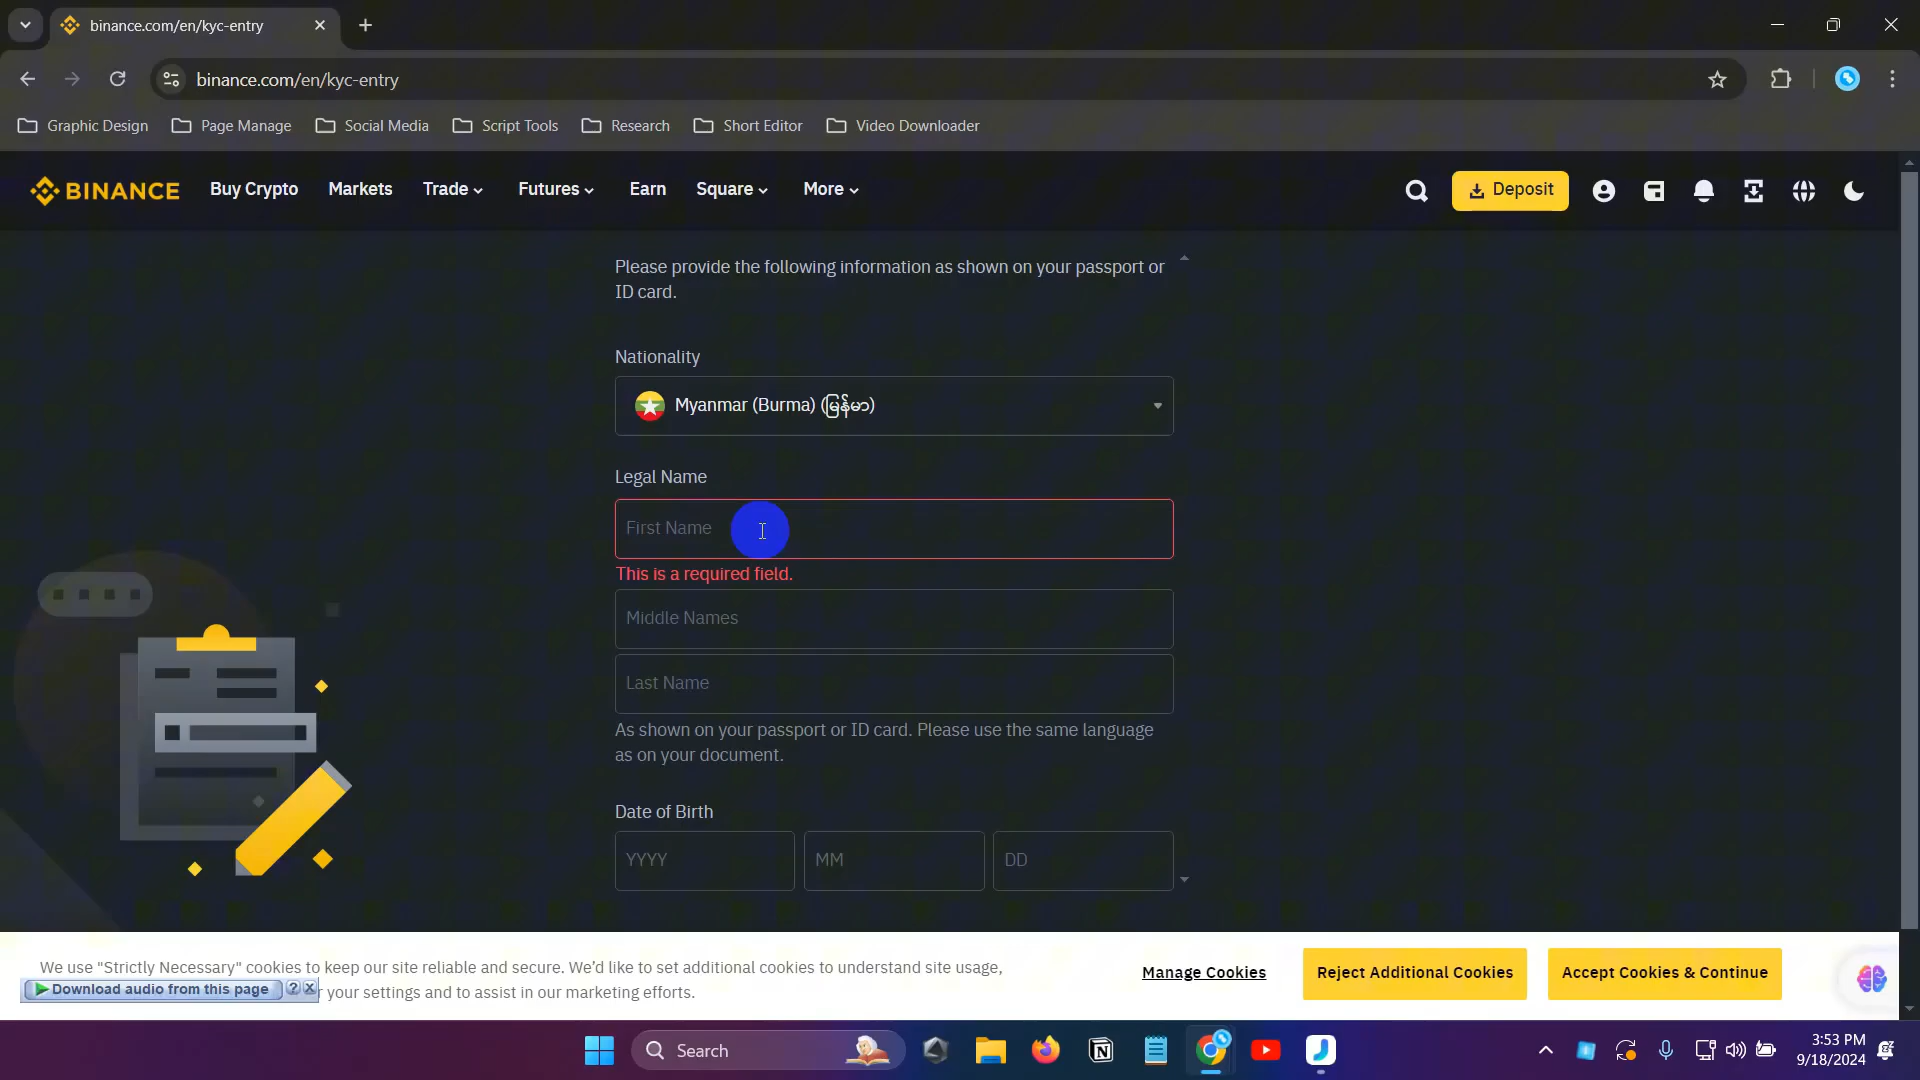 binance.com/en/kyc-entry
binance.com/en/kyc-entry
Graphic Design
Page Manage
Social Media
Script Tools
Research
Short Editor
Video Downloader
BINANCE
Buy Crypto
Markets
Trade
Futures
Earn
Square
More
Deposit
Please provide the following information as shown on your passport or
ID card.
Nationality
Myanmar (Burma) (မြန်မာ)
Legal Name
First Name
This is a required field.
Middle Names
Last Name
As shown on your passport or ID card. Please use the same language
as on your document.
Date of Birth
YYYY
MM
DD
We use "Strictly Necessary" cookies to keep our site reliable and secure. We'd like to set additional cookies to understand site usage,
your settings and to assist in our marketing efforts.
Download audio from this page
?
Manage Cookies
Reject Additional Cookies
Accept Cookies & Continue
Search
3:53 PM
9/18/2024